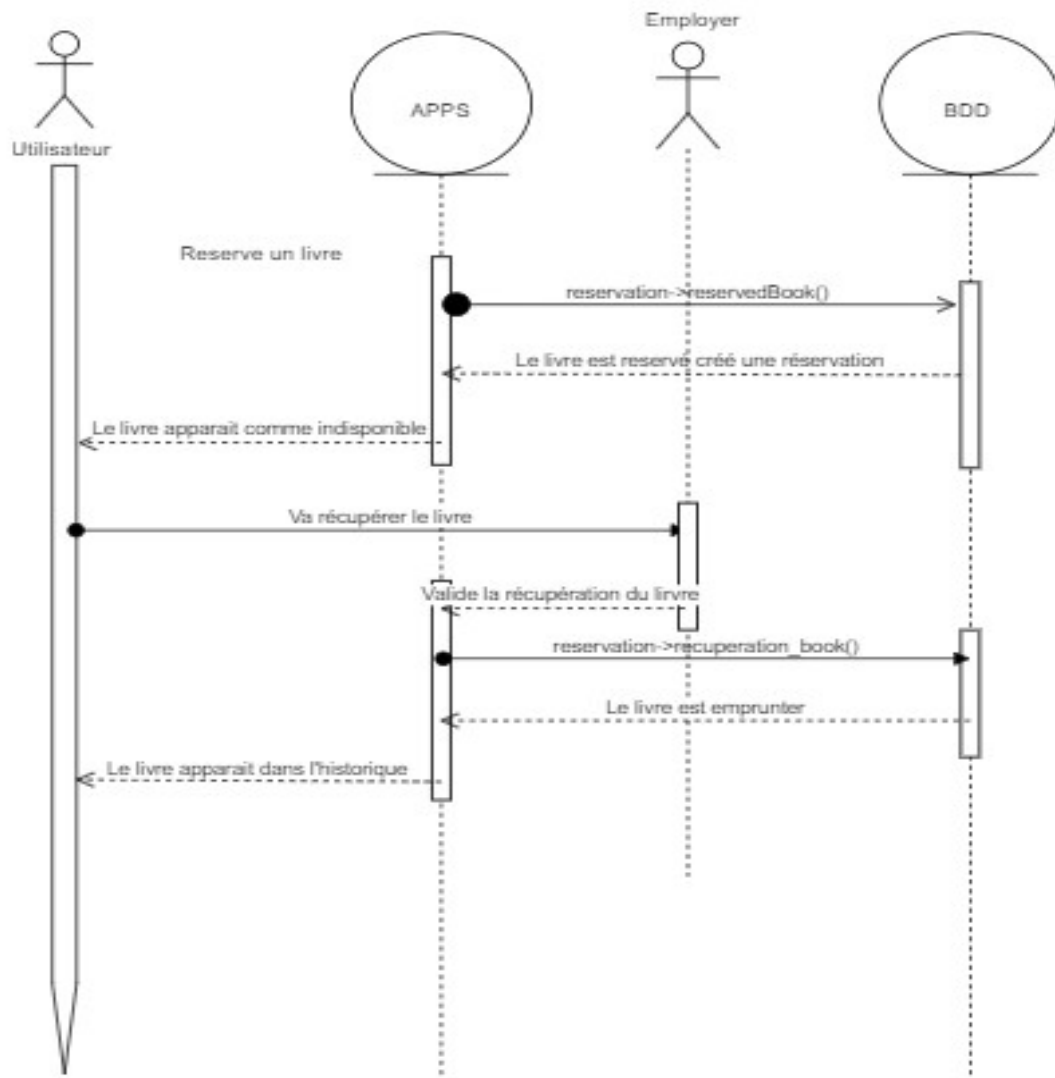 Employer
APPS
BDD
Utilisateur
Reserve un livre
reservation->reservedBook()
Le livre est reservé créé une réservation
Le livre apparait comme indisponible
Va récupérer le livre
Valide la récupération du lirvre
reservation->recuperation_book()
Le livre est emprunter
Le livre apparait dans l'historique